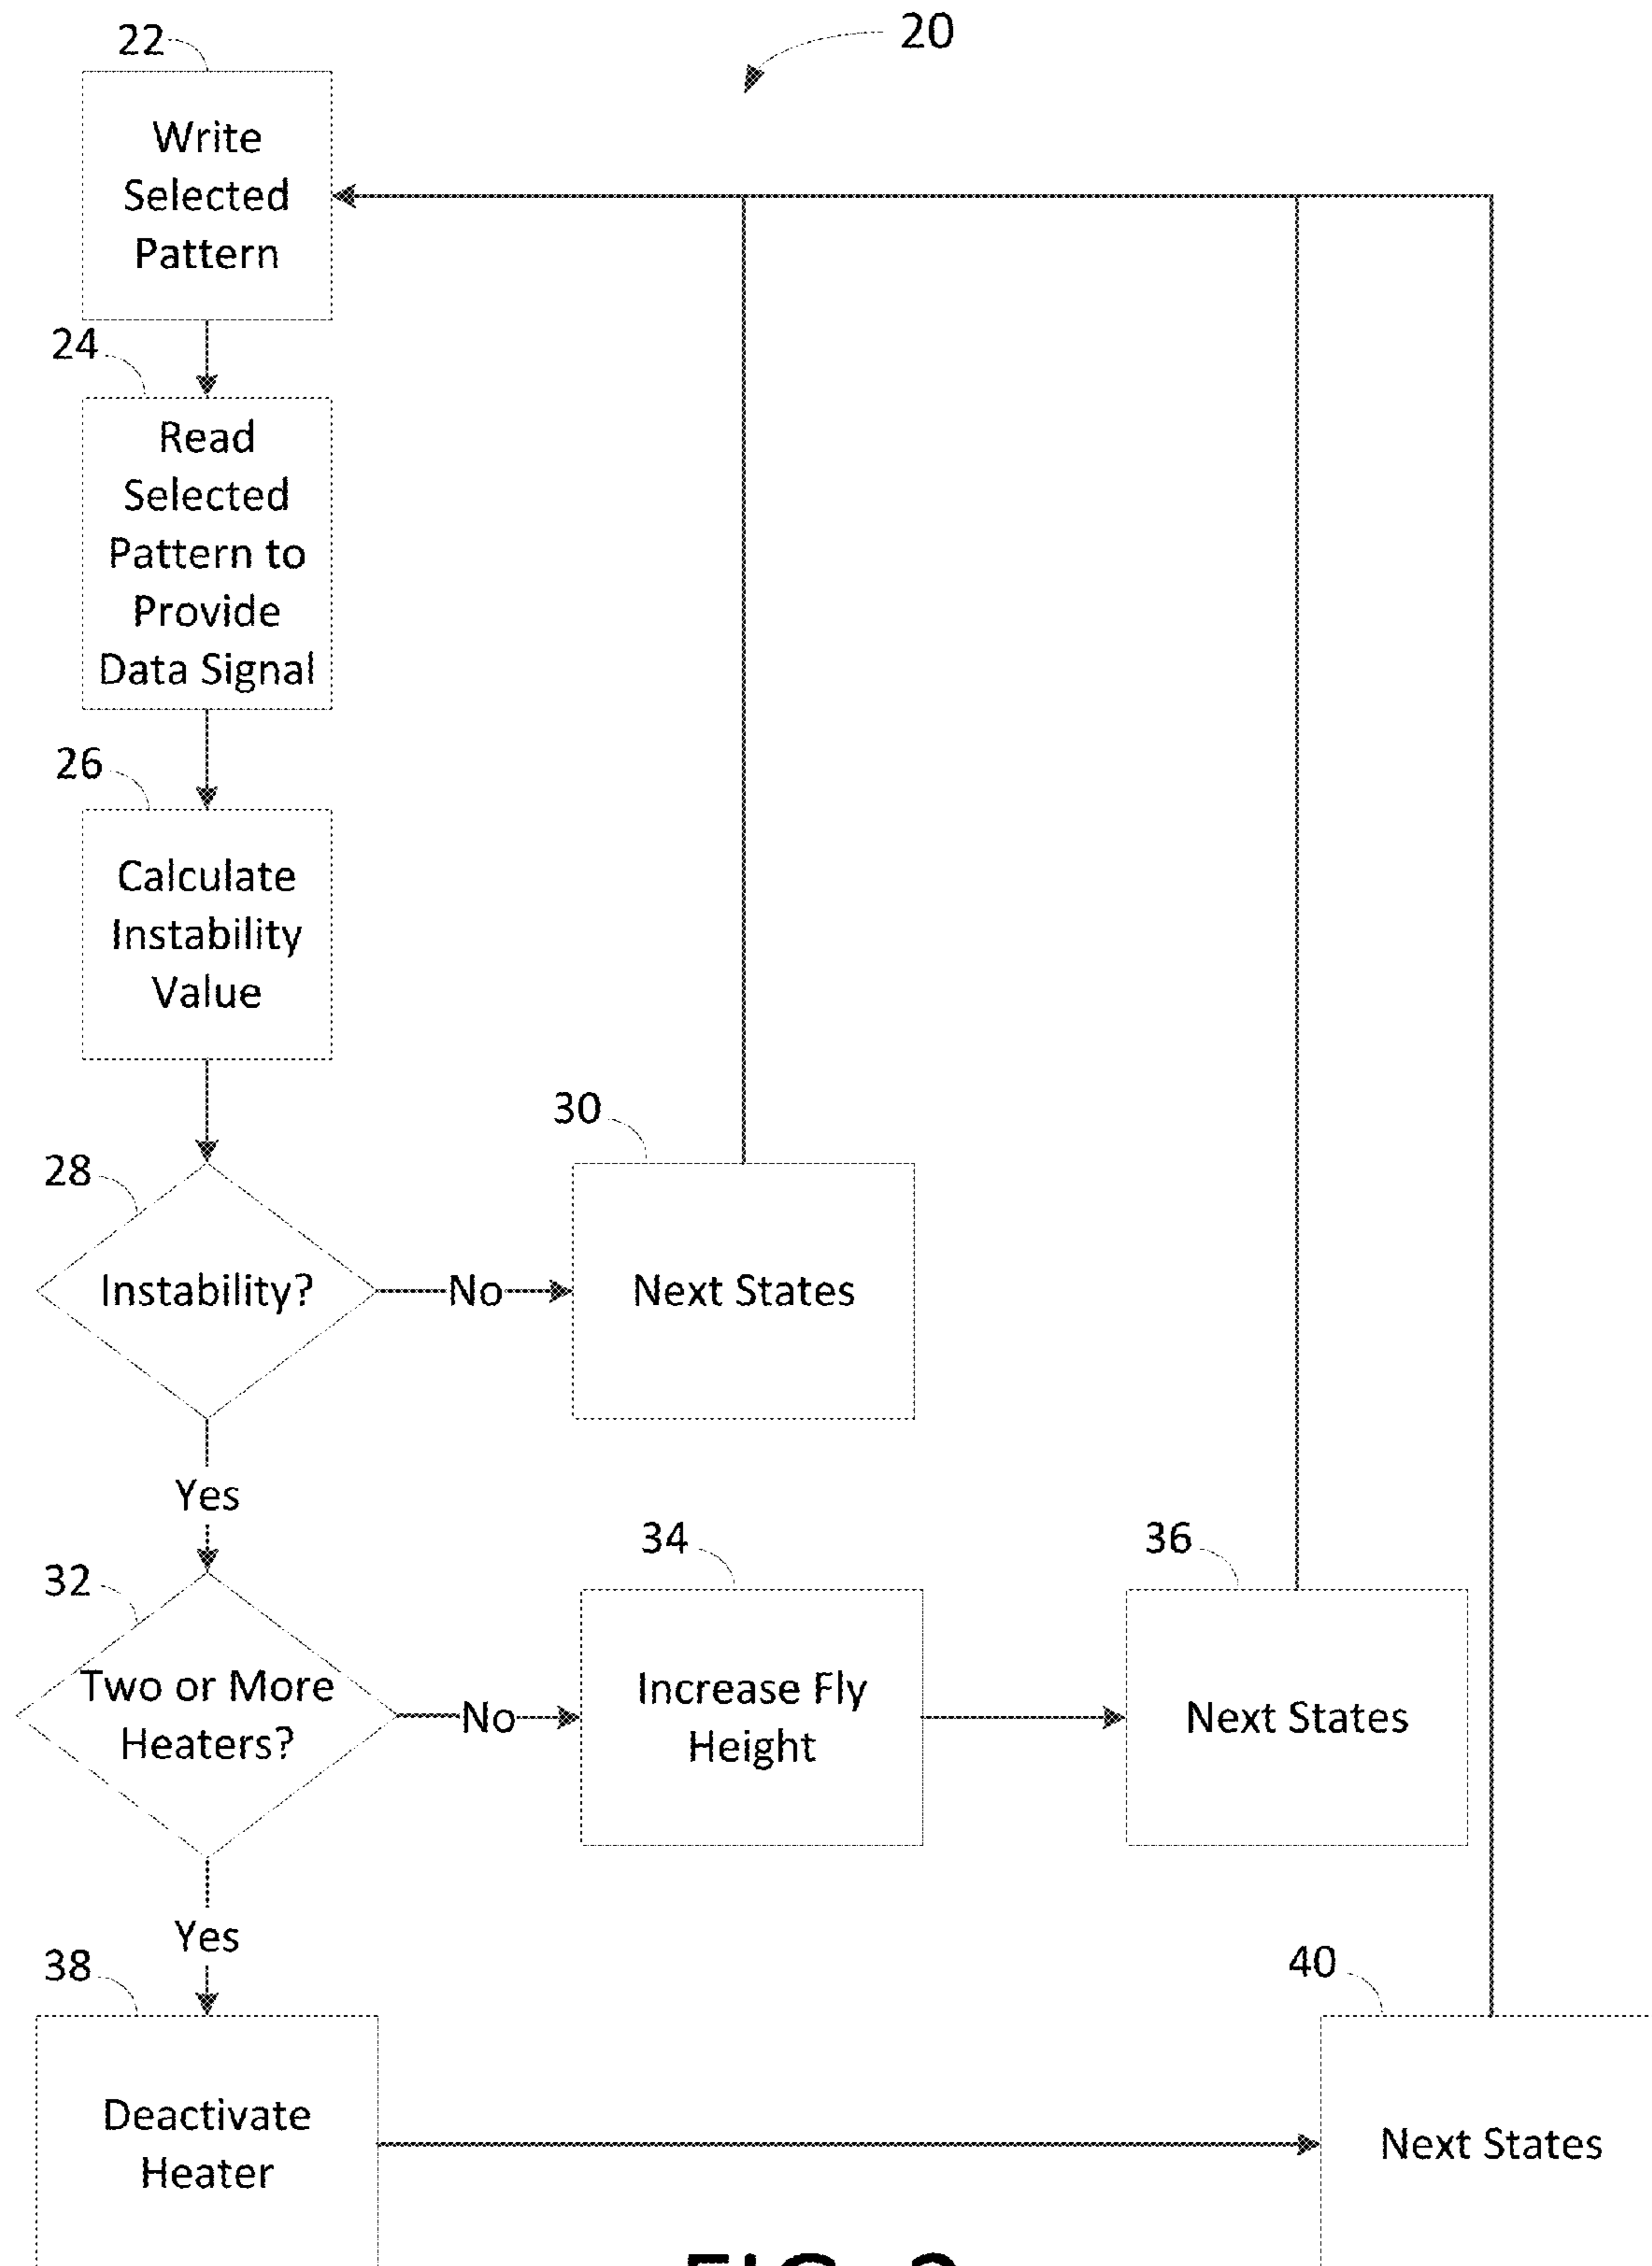 22
20
Write
Selected
Pattern
24
Read
Selected
Pattern to
Provide
Data Signal
26
Calculate
Instability
Value
28
Instability?
No
30
Next States
Yes
32
Two or More
Heaters?
No
34
Increase Fly
Height
36
Next States
Yes
38
Deactivate
Heater
40
Next States